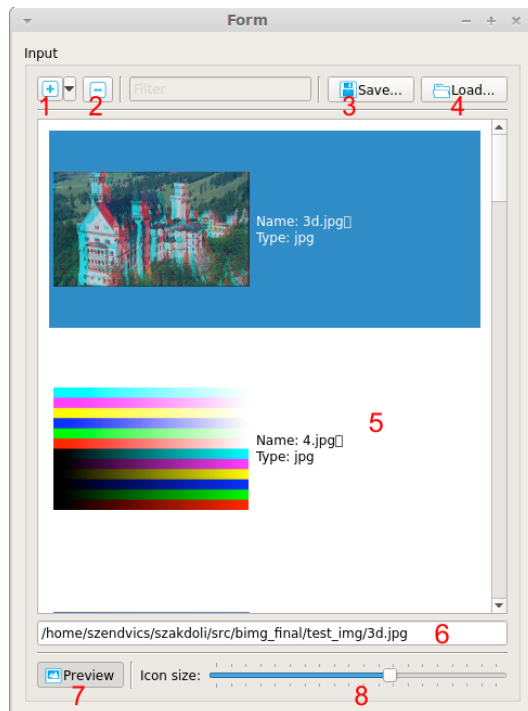 Form
Input
Filter
Save...
Load...
1
2
3
4
Name: 3d.jpg
Type: jpg
5
Name: 4.jpg
Type: jpg
/home/szendvics/szakdoli/src/bimg_final/test_img/3d.jpg
6
Preview
Icon size:
7
8